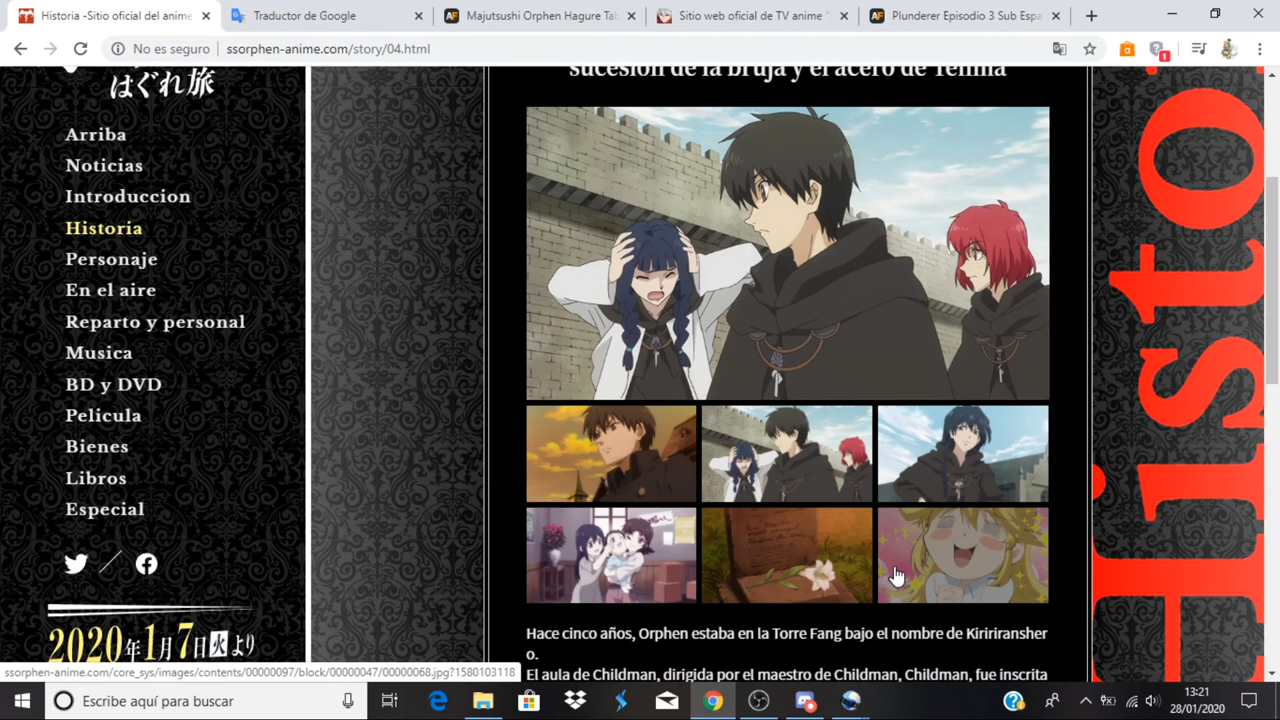 Historia -Sitio oficial del anime
Traductor de Google
Majutsushi Orphen Hagure Tab
Sitio web oficial de TV anime "
Plunderer Episodio 3 Sub Espa
No es seguro
ssorphen-anime.com/story/04.html
1
はぐれ旅
Arriba
Noticias
Introduccion
Historia
Personaje
En el aire
Reparto y personal
Musica
BD y DVD
Pelicula
Bienes
Libros
Especial
2020年1月7日火より
sucesión de la bruja y el acero de Tenma
Hace cinco años, Orphen estaba en la Torre Fang bajo el nombre de Kiririransher
o.
El aula de Childman, dirigida por el maestro de Childman, Childman, fue inscrita
Histo
ssorphen-anime.com/core_sys/images/contents/00000097/block/00000047/00000068.jpg?1580103118
Escribe aquí para buscar
13:21
28/01/2020